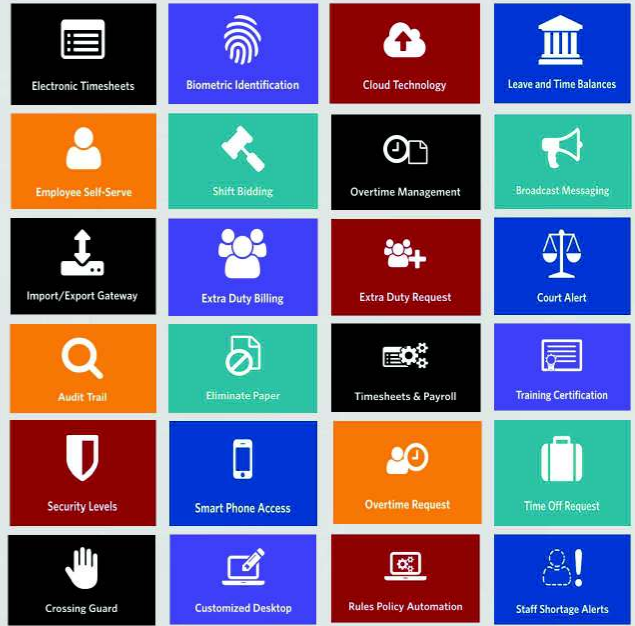 Electronic Timesheets
Biometric Identification
Cloud Technology
Leave and Time Balances
Employee Self-Serve
Shift Bidding
Overtime Management
Broadcast Messaging
Import/Export Gateway
Extra Duty Billing
Extra Duty Request
Court Alert
Audit Trail
Eliminate Paper
Timesheets & Payroll
Training Certification
Security Levels
Smart Phone Access
Overtime Request
Time Off Request
Crossing Guard
Customized Desktop
Rules Policy Automation
Staff Shortage Alerts